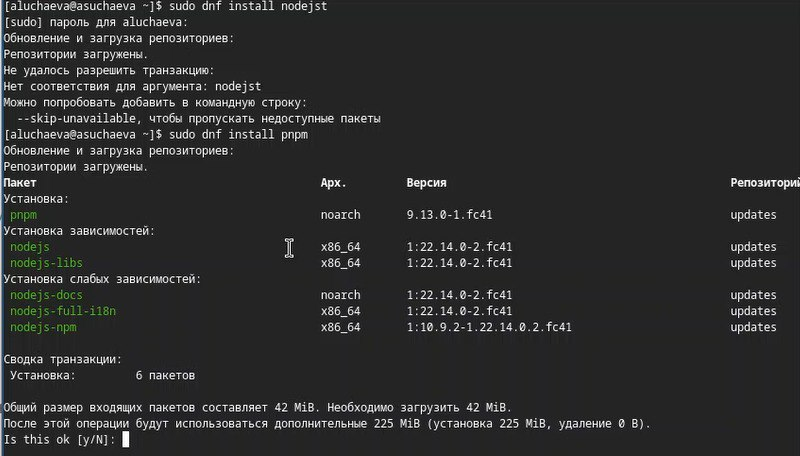 [aluchaeva@asuchaeva ~]$ sudo dnf install nodejst
[sudo] пароль для aluchaeva:
Обновление и загрузка репозиториев:
Репозитории загружены.
Не удалось разрешить транзакцию:
Нет соответствия для аргумента: nodejst
Можно попробовать добавить в командную строку:
  --skip-unavailable, чтобы пропускать недоступные пакеты
[aluchaeva@asuchaeva ~]$ sudo dnf install pnpm
Обновление и загрузка репозиториев:
Репозитории загружены.
Пакет Арх. Версия Репозиторий
Установка:
 pnpm noarch 9.13.0-1.fc41 updates
Установка зависимостей:
 nodejs x86_64 1:22.14.0-2.fc41 updates
 nodejs-libs x86_64 1:22.14.0-2.fc41 updates
Установка слабых зависимостей:
 nodejs-docs noarch 1:22.14.0-2.fc41 updates
 nodejs-full-i18n x86_64 1:22.14.0-2.fc41 updates
 nodejs-npm x86_64 1:10.9.2-1.22.14.0.2.fc41 updates
Сводка транзакции:
 Установка: 6 пакетов
Общий размер входящих пакетов составляет 42 MiB. Необходимо загрузить 42 MiB.
После этой операции будут использоваться дополнительные 225 MiB (установка 225 MiB, удаление 0 B).
Is this ok [y/N]: